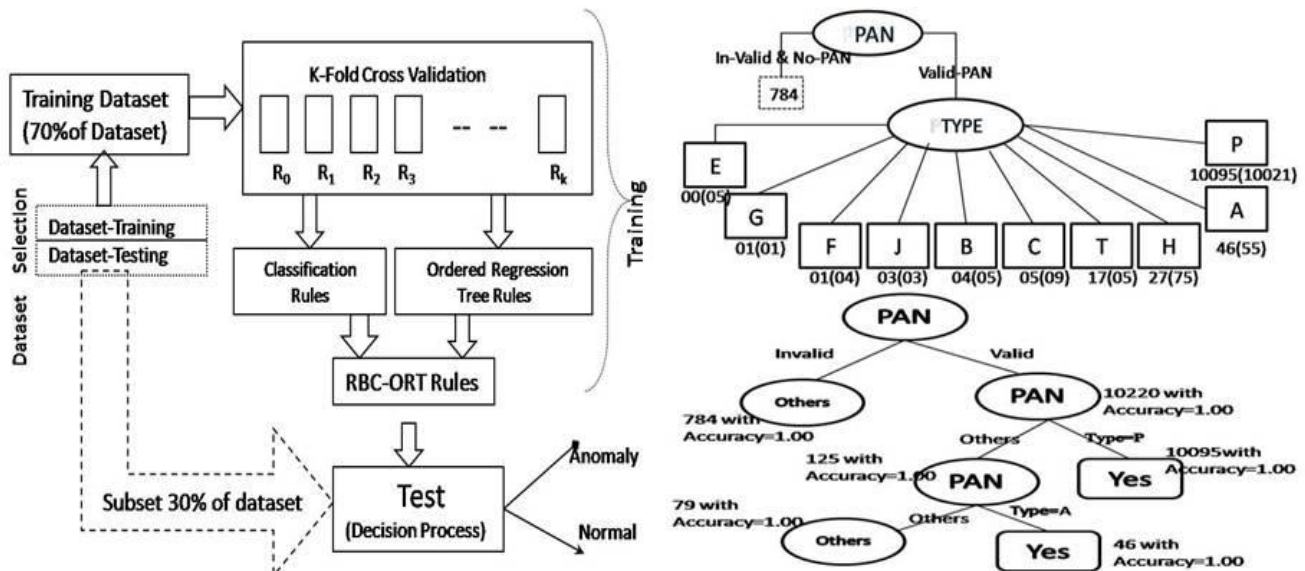 Training Dataset
(70%of Dataset)
K-Fold Cross Validation
-- --
R0 R1 R2 R3 Rk
Training
Dataset Selection
Dataset-Training
Dataset-Testing
Classification
Rules
Ordered Regression
Tree Rules
RBC-ORT Rules
Subset 30% of dataset
Test
(Decision Process)
Anomaly
Normal
PAN
In-Valid & No-PAN
Valid-PAN
784
TYPE
E
00(05)
G
01(01)
F
01(04)
J
03(03)
B
04(05)
C
05(09)
T
17(05)
H
27(75)
A
46(55)
P
10095(10021)
PAN
Invalid
Valid
Others
784 with
Accuracy=1.00
PAN
10220 with
Accuracy=1.00
Others
Type=P
125 with
Accuracy=1.00
PAN
Yes
10095with
Accuracy=1.00
79 with
Accuracy=1.00
Others
Type=A
Others
Yes
46 with
Accuracy=1.00